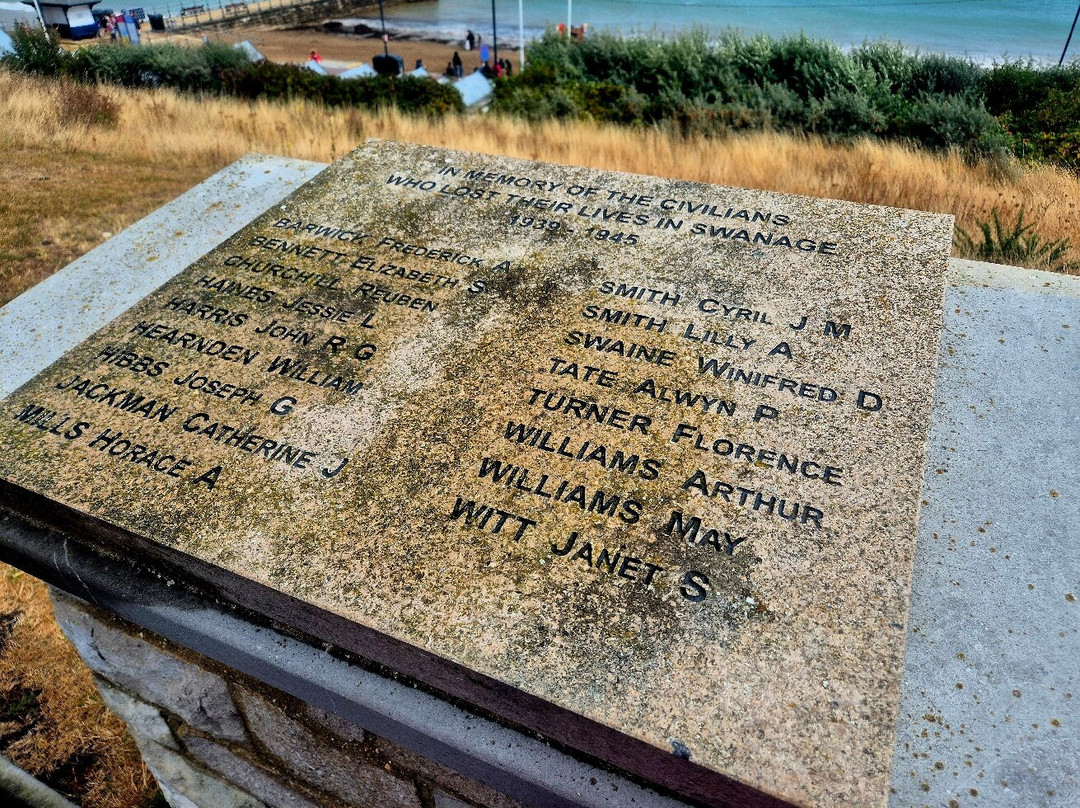 IN MEMORY OF THE CIVILIANS
WHO LOST THEIR LIVES IN SWANAGE
1939 - 1945
BARWICK FREDERICK A
BENNETT ELIZABETH S
CHURCHILL REUBEN
HAINES JESSIE L
HARRIS JOHN R G
HEARNDEN WILLIAM
HIBBS JOSEPH G
JACKMAN CATHERINE J
MILLS HORACE A
SMITH CYRIL J M
SMITH LILLY A
SWAINE WINIFRED D
TATE ALWYN P
TURNER FLORENCE
WILLIAMS ARTHUR
WILLIAMS MAY
WITT JANET S